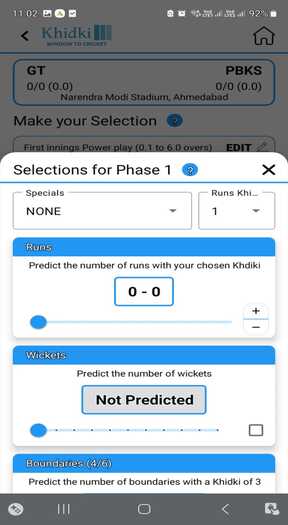 11:02
92%
Khidki
WINDOW TO CRICKET
GT PBKS
0/0 (0.0) 0/0 (0.0)
Narendra Modi Stadium, Ahmedabad
Make your Selection ?
First innings Power play (0.1 to 6.0 overs) EDIT
Selections for Phase 1 ?
Specials Runs Khi...
NONE 1
Runs
Predict the number of runs with your chosen Khdiki
0 - 0
+
−
Wickets
Predict the number of wickets
Not Predicted
Boundaries (4/6)
Predict the number of boundaries with a Khidki of 3